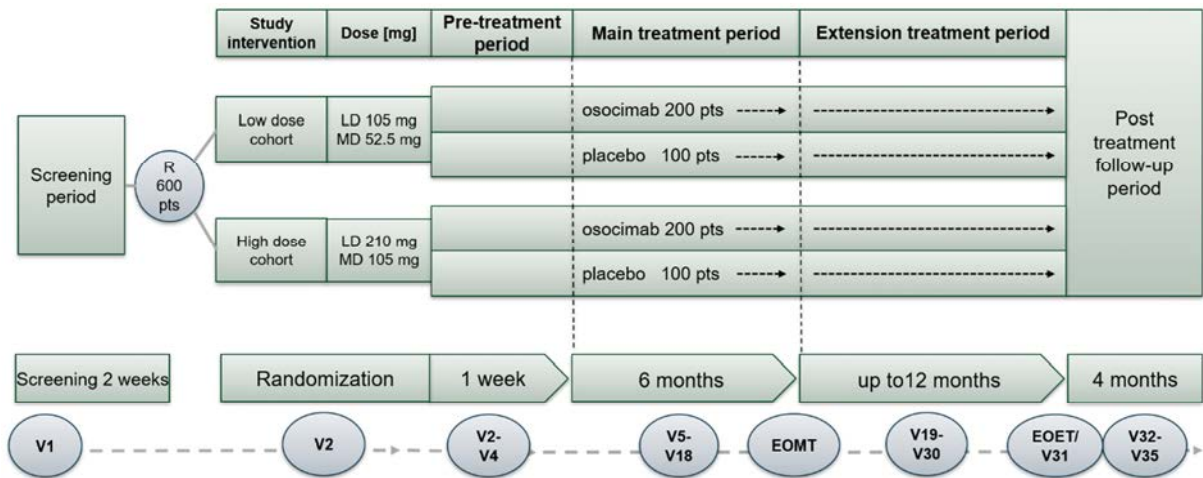 Study
intervention
Dose [mg]
Pre-treatment
period
Main treatment period
Extension treatment period
Screening
period
R
600
pts
Low dose
cohort
LD 105 mg
MD 52.5 mg
osocimab 200 pts
placebo 100 pts
High dose
cohort
LD 210 mg
MD 105 mg
osocimab 200 pts
placebo 100 pts
Post
treatment
follow-up
period
Screening 2 weeks
Randomization
1 week
6 months
up to12 months
4 months
V1
V2
V2-
V4
V5-
V18
EOMT
V19-
V30
EOET/
V31
V32-
V35